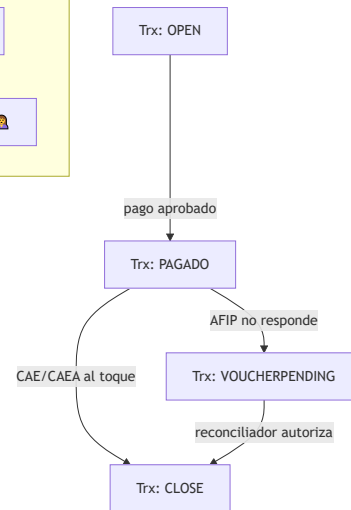 Trx: OPEN
pago aprobado
Trx: PAGADO
AFIP no responde
CAE/CAEA al toque
Trx: VOUCHERPENDING
reconciliador autoriza
Trx: CLOSE